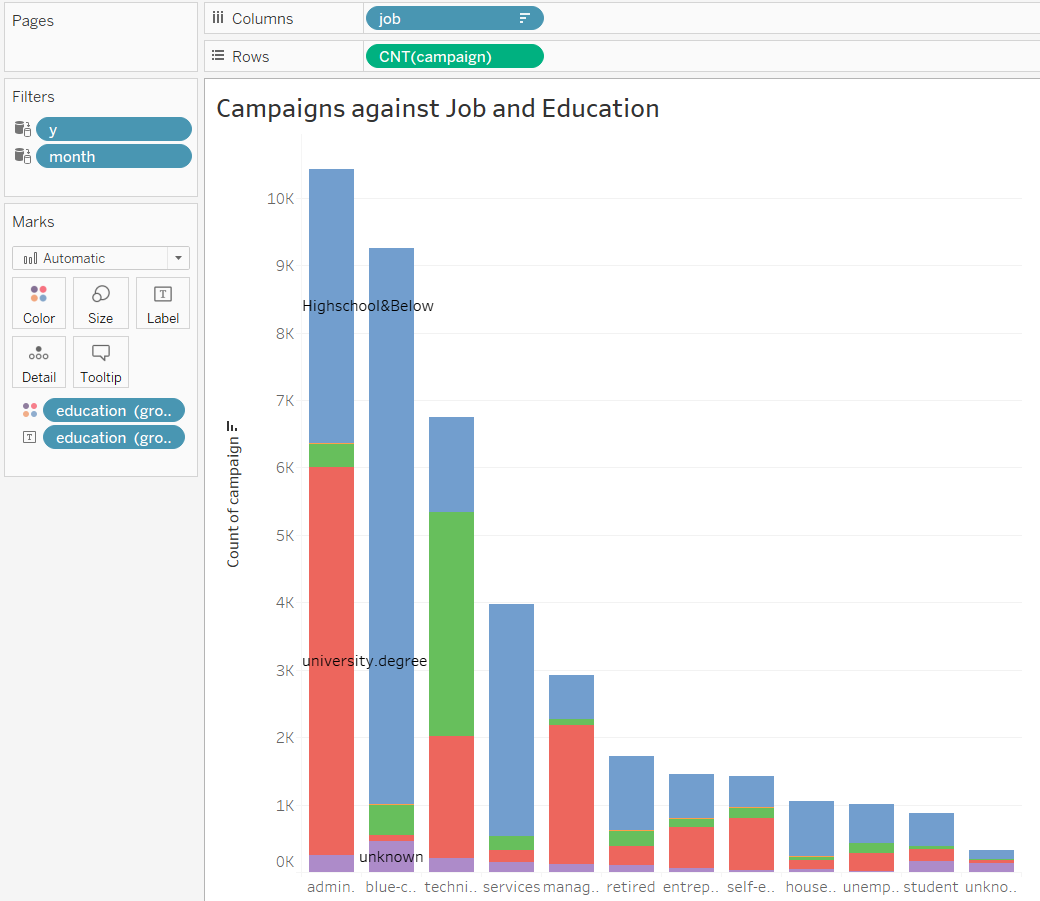 Pages
Columns
job
Rows
CNT(campaign)
Filters
y
month
Marks
Automatic
Color
Size
Label
Detail
Tooltip
education (gro..
education (gro..
Campaigns against Job and Education
Count of campaign
10K
9K
8K
7K
6K
5K
4K
3K
2K
1K
0K
Highschool&Below
university.degree
unknown
admin. blue-c.. techni.. services manag.. retired entrep.. self-e.. house.. unemp.. student unkno..